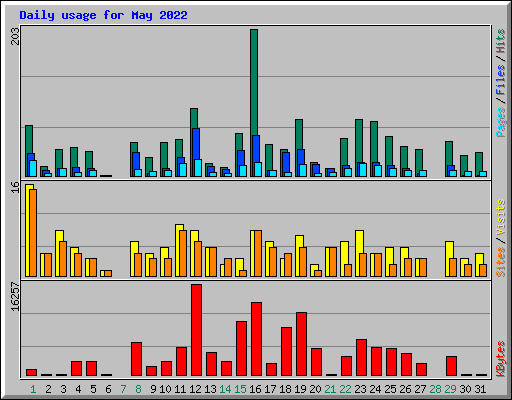 Daily usage for May 2022
203
Pages / Files / Hits
16
Sites / Visits
16257
KBytes
1 2 3 4 5 6 7 8 9 10 11 12 13 14 15 16 17 18 19 20 21 22 23 24 25 26 27 28 29 30 31